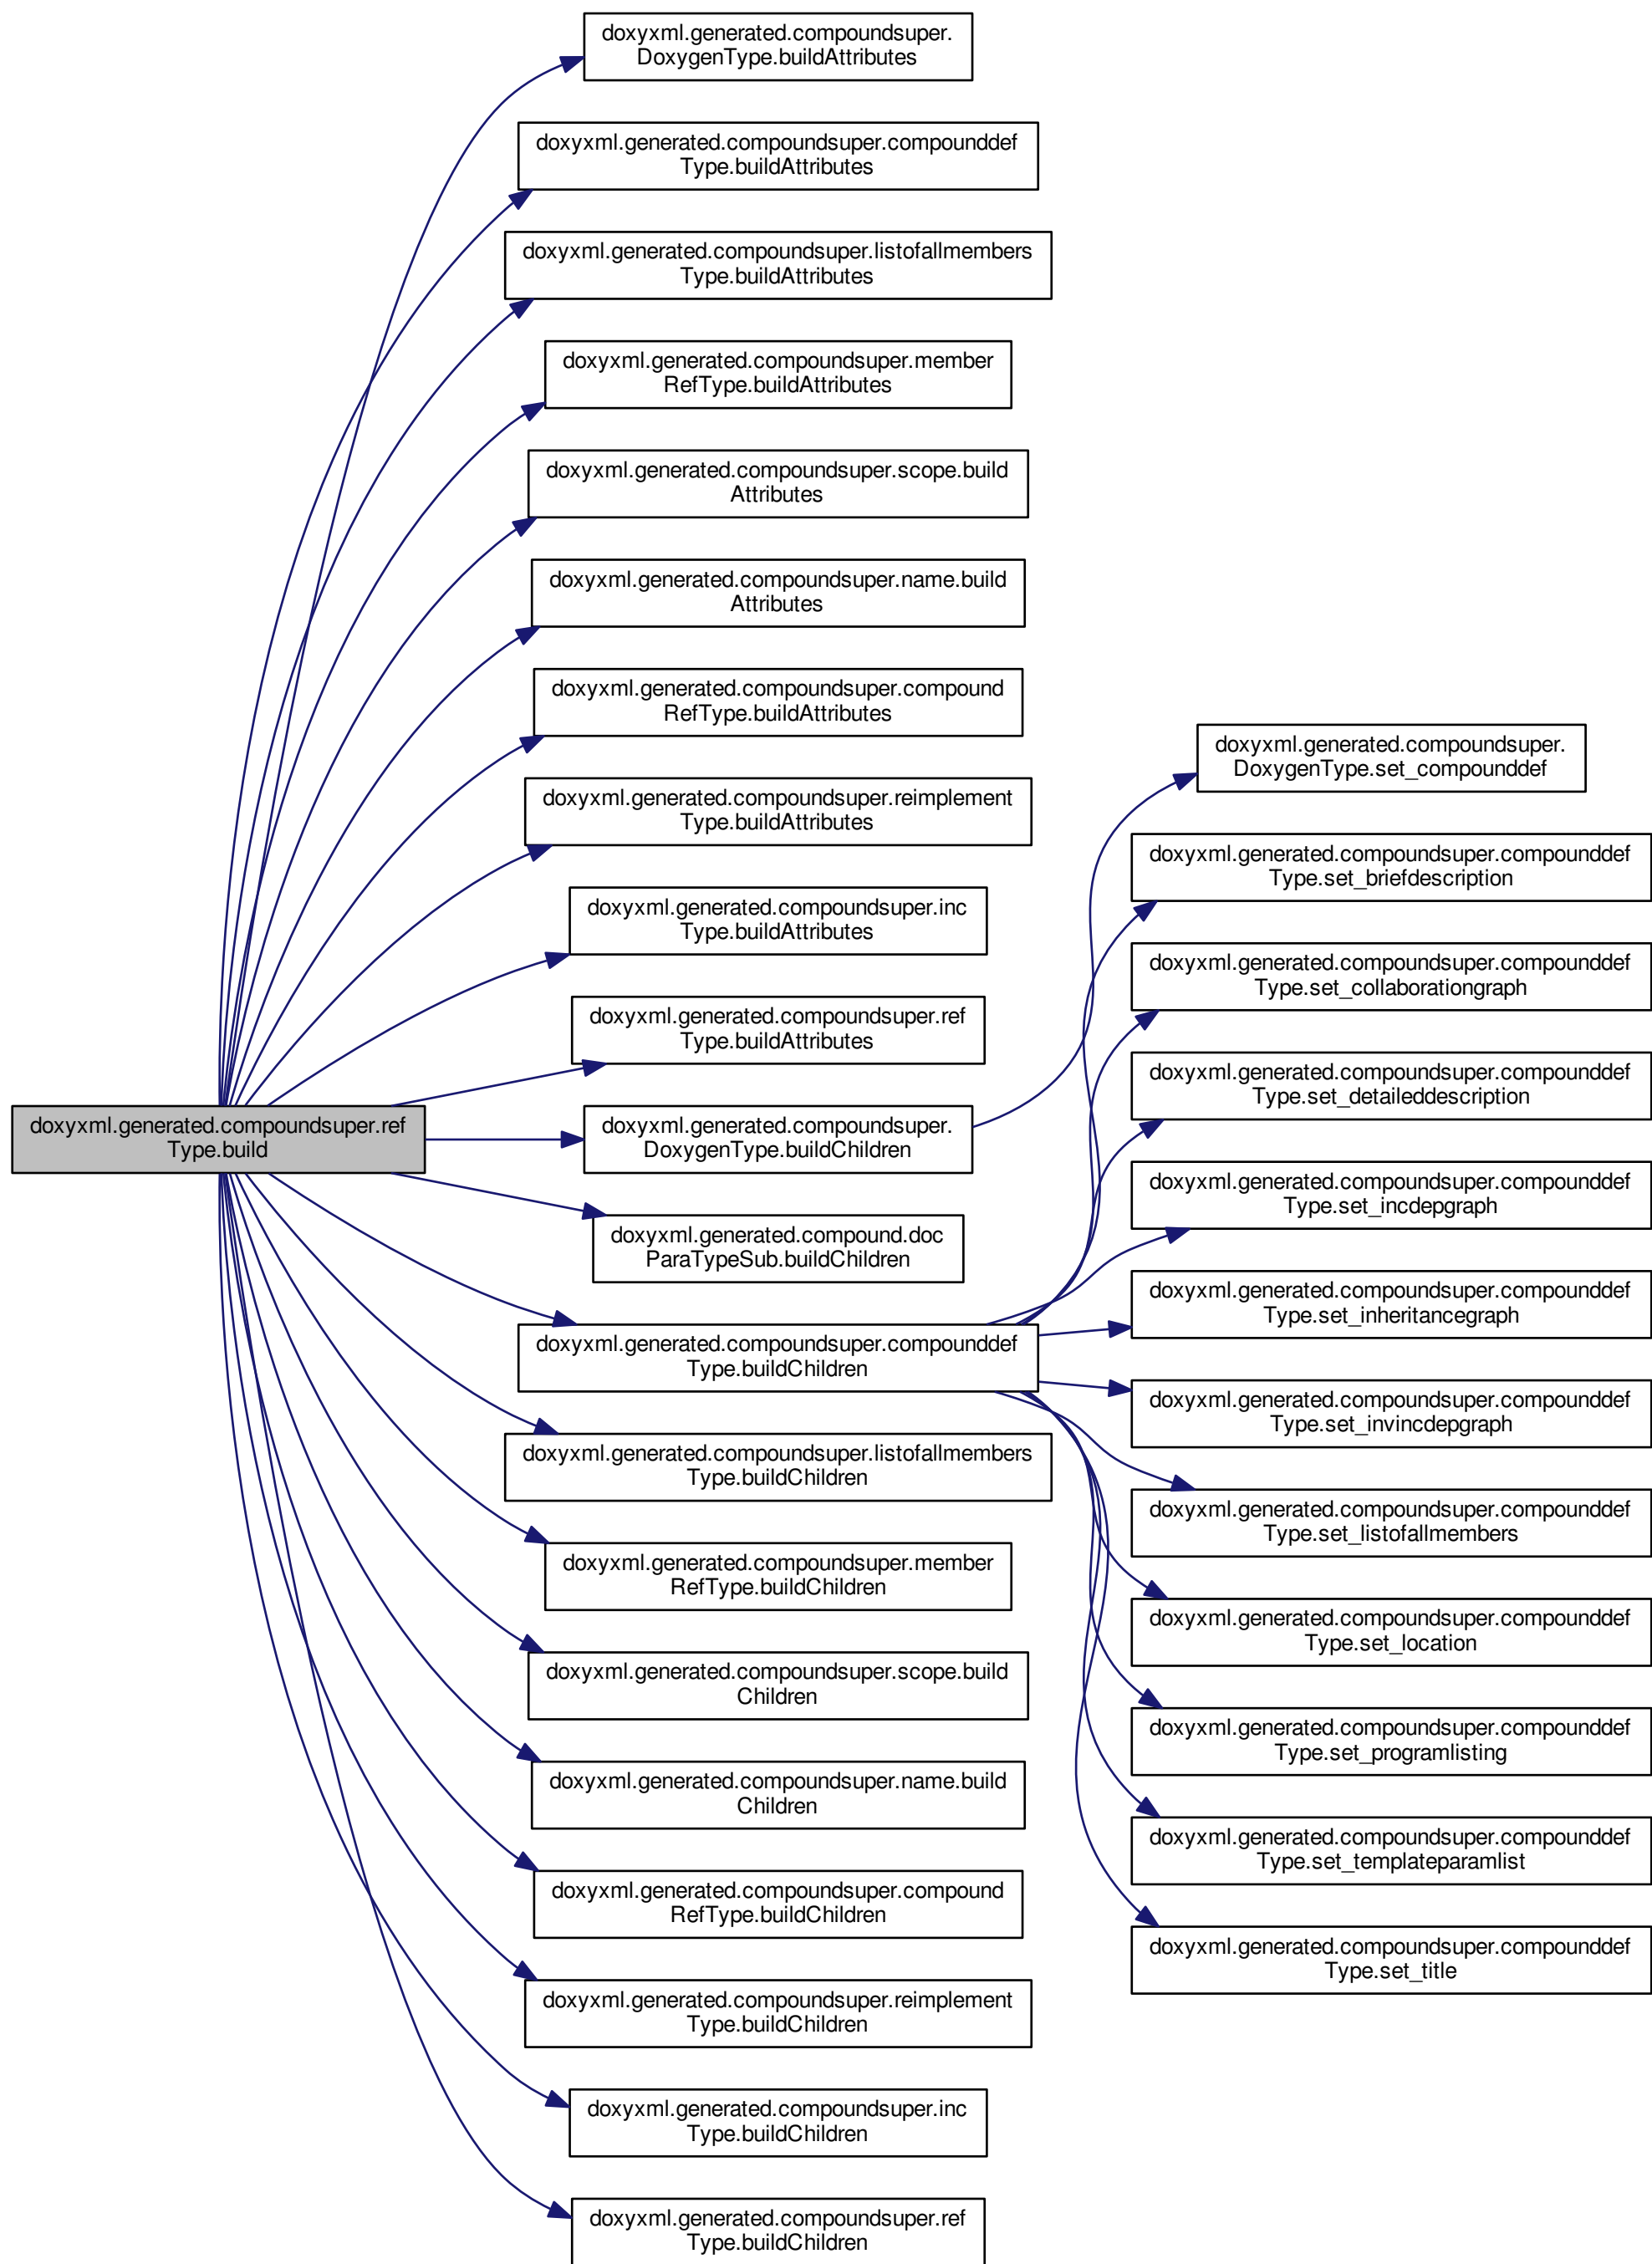 doxyxml.generated.compoundsuper.ref
Type.build
doxyxml.generated.compoundsuper.
DoxygenType.buildAttributes
doxyxml.generated.compoundsuper.compounddef
Type.buildAttributes
doxyxml.generated.compoundsuper.listofallmembers
Type.buildAttributes
doxyxml.generated.compoundsuper.member
RefType.buildAttributes
doxyxml.generated.compoundsuper.scope.build
Attributes
doxyxml.generated.compoundsuper.name.build
Attributes
doxyxml.generated.compoundsuper.compound
RefType.buildAttributes
doxyxml.generated.compoundsuper.reimplement
Type.buildAttributes
doxyxml.generated.compoundsuper.inc
Type.buildAttributes
doxyxml.generated.compoundsuper.ref
Type.buildAttributes
doxyxml.generated.compoundsuper.
DoxygenType.buildChildren
doxyxml.generated.compound.doc
ParaTypeSub.buildChildren
doxyxml.generated.compoundsuper.compounddef
Type.buildChildren
doxyxml.generated.compoundsuper.listofallmembers
Type.buildChildren
doxyxml.generated.compoundsuper.member
RefType.buildChildren
doxyxml.generated.compoundsuper.scope.build
Children
doxyxml.generated.compoundsuper.name.build
Children
doxyxml.generated.compoundsuper.compound
RefType.buildChildren
doxyxml.generated.compoundsuper.reimplement
Type.buildChildren
doxyxml.generated.compoundsuper.inc
Type.buildChildren
doxyxml.generated.compoundsuper.ref
Type.buildChildren
doxyxml.generated.compoundsuper.
DoxygenType.set_compounddef
doxyxml.generated.compoundsuper.compounddef
Type.set_briefdescription
doxyxml.generated.compoundsuper.compounddef
Type.set_collaborationgraph
doxyxml.generated.compoundsuper.compounddef
Type.set_detaileddescription
doxyxml.generated.compoundsuper.compounddef
Type.set_incdepgraph
doxyxml.generated.compoundsuper.compounddef
Type.set_inheritancegraph
doxyxml.generated.compoundsuper.compounddef
Type.set_invincdepgraph
doxyxml.generated.compoundsuper.compounddef
Type.set_listofallmembers
doxyxml.generated.compoundsuper.compounddef
Type.set_location
doxyxml.generated.compoundsuper.compounddef
Type.set_programlisting
doxyxml.generated.compoundsuper.compounddef
Type.set_templateparamlist
doxyxml.generated.compoundsuper.compounddef
Type.set_title